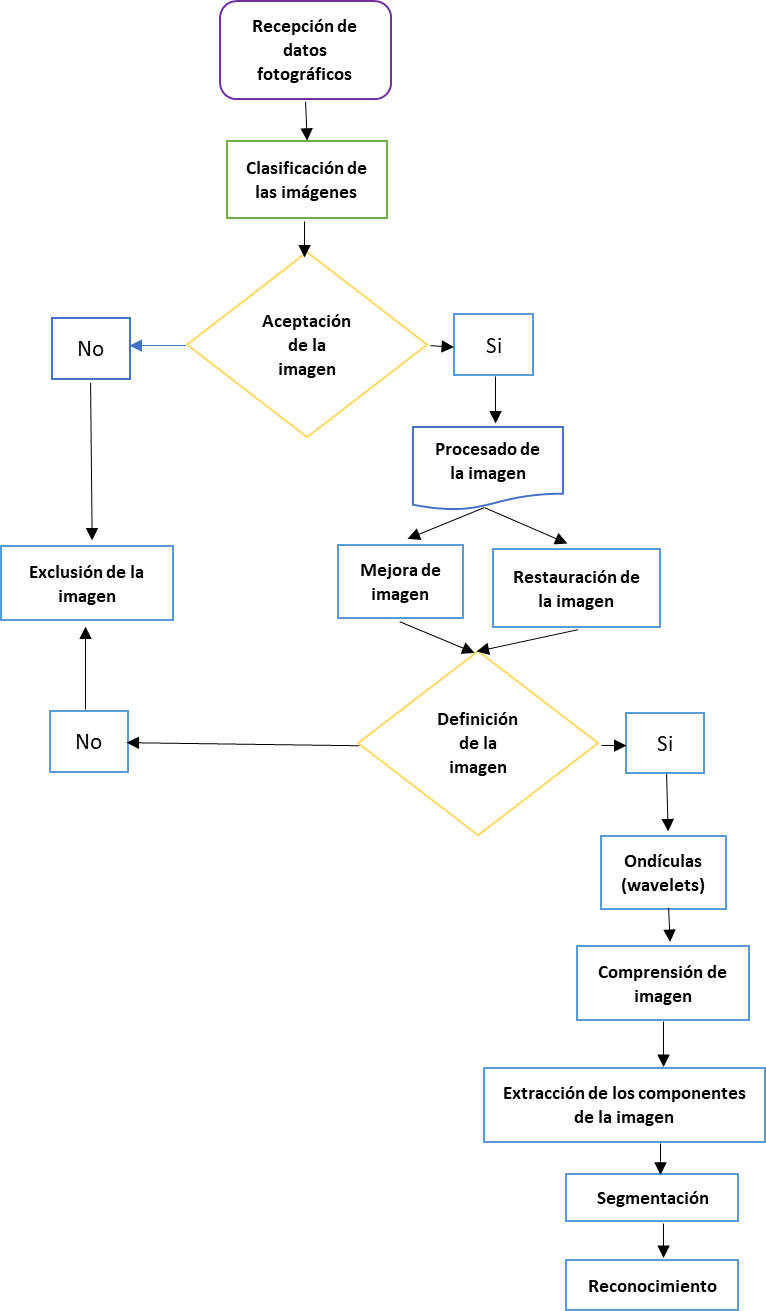 Recepción de
datos
fotográficos
Clasificación de
las imágenes
Aceptación
de la
imagen
No
Si
Procesado de
la imagen
Mejora de
imagen
Restauración de
la imagen
Exclusión de la
imagen
Definición
de la
imagen
No
Si
Ondículas
(wavelets)
Comprensión de
imagen
Extracción de los componentes
de la imagen
Segmentación
Reconocimiento